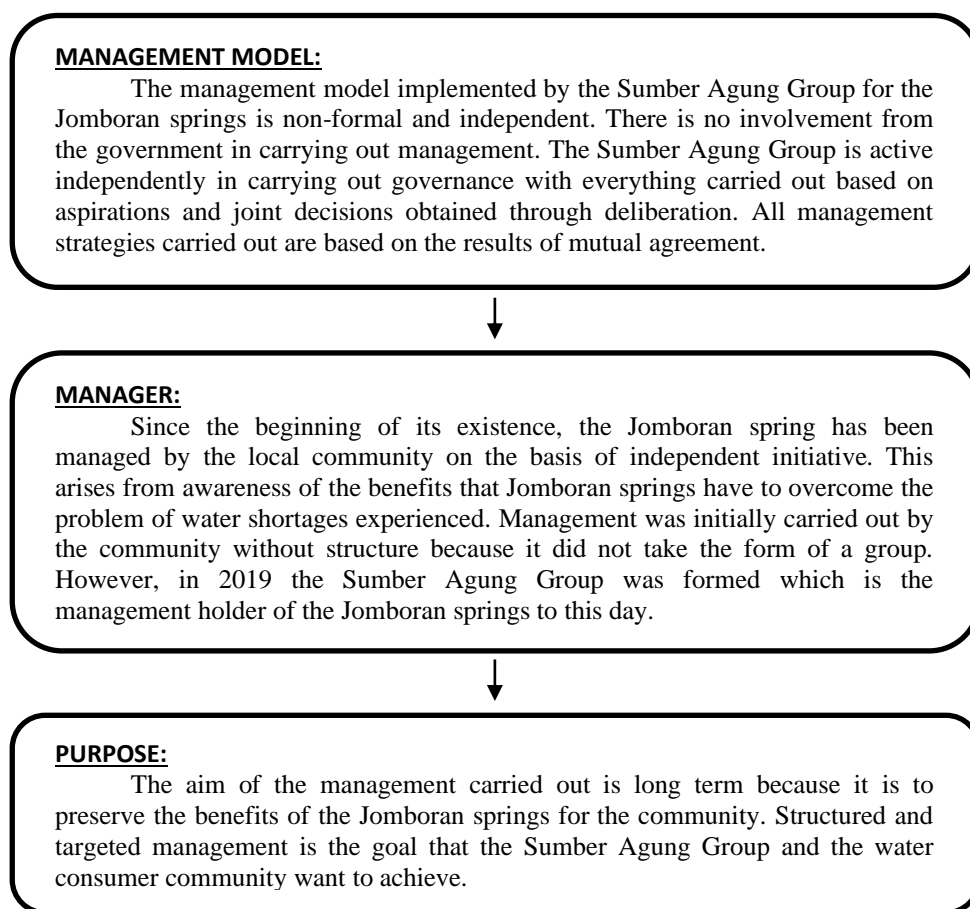 MANAGEMENT MODEL:
The management model implemented by the Sumber Agung Group for the
Jomboran springs is non-formal and independent. There is no involvement from
the government in carrying out management. The Sumber Agung Group is active
independently in carrying out governance with everything carried out based on
aspirations and joint decisions obtained through deliberation. All management
strategies carried out are based on the results of mutual agreement.
MANAGER:
Since the beginning of its existence, the Jomboran spring has been
managed by the local community on the basis of independent initiative. This
arises from awareness of the benefits that Jomboran springs have to overcome the
problem of water shortages experienced. Management was initially carried out by
the community without structure because it did not take the form of a group.
However, in 2019 the Sumber Agung Group was formed which is the
management holder of the Jomboran springs to this day.
PURPOSE:
The aim of the management carried out is long term because it is to
preserve the benefits of the Jomboran springs for the community. Structured and
targeted management is the goal that the Sumber Agung Group and the water
consumer community want to achieve.